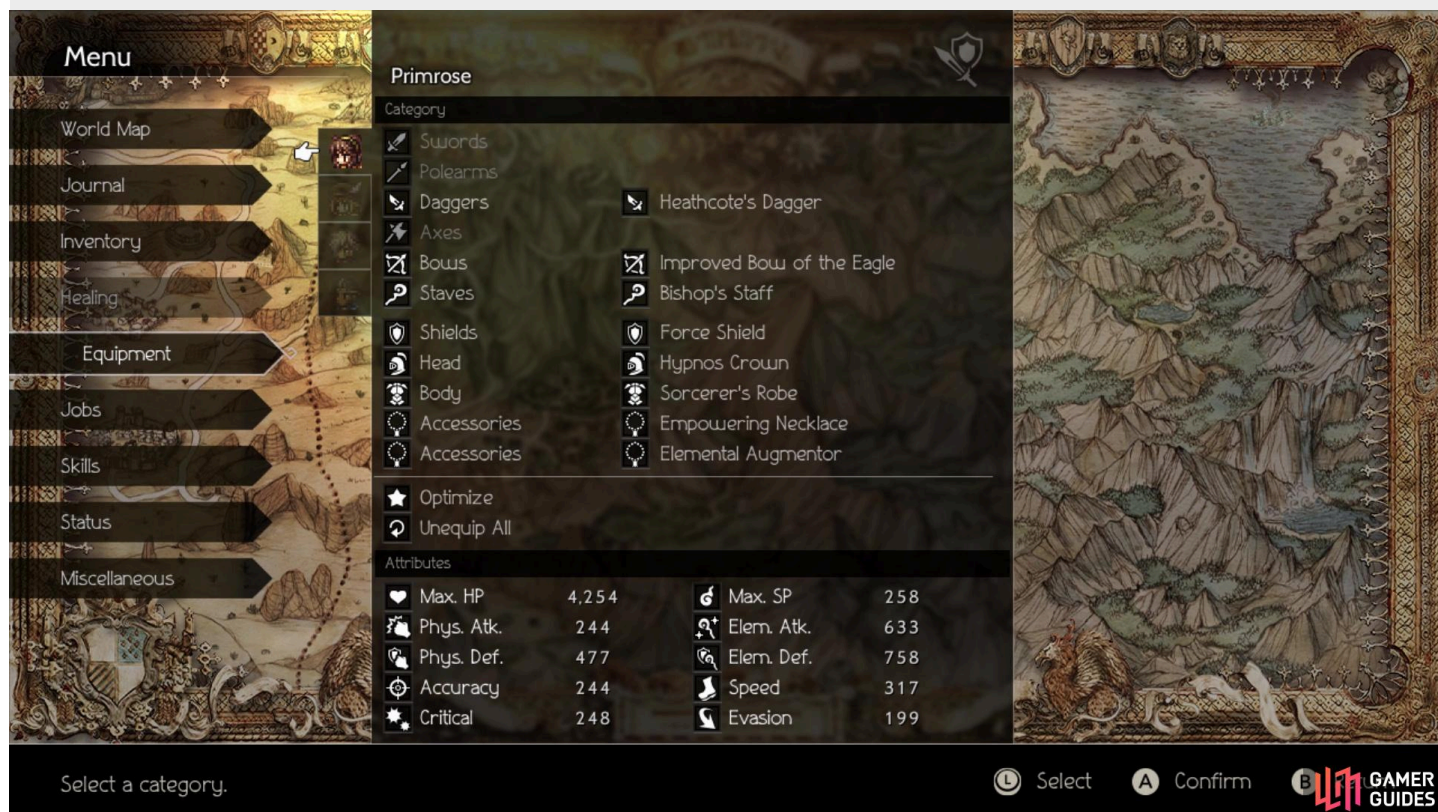 Menu
World Map
Journal
Inventory
Healing
Equipment
Jobs
Skills
Status
Miscellaneous
Primrose
Category
Swords
Polearms
Daggers Heathcote's Dagger
Axes
Bows Improved Bow of the Eagle
Staves Bishop's Staff
Shields Force Shield
Head Hypnos Crown
Body Sorcerer's Robe
Accessories Empowering Necklace
Accessories Elemental Augmentor
Optimize
Unequip All
Attributes
Max. HP 4,254 Max. SP 258
Phys. Atk. 244 Elem. Atk. 633
Phys. Def. 477 Elem. Def. 758
Accuracy 244 Speed 317
Critical 248 Evasion 199
Select a category.
L Select A Confirm B
GAMER
GUIDES